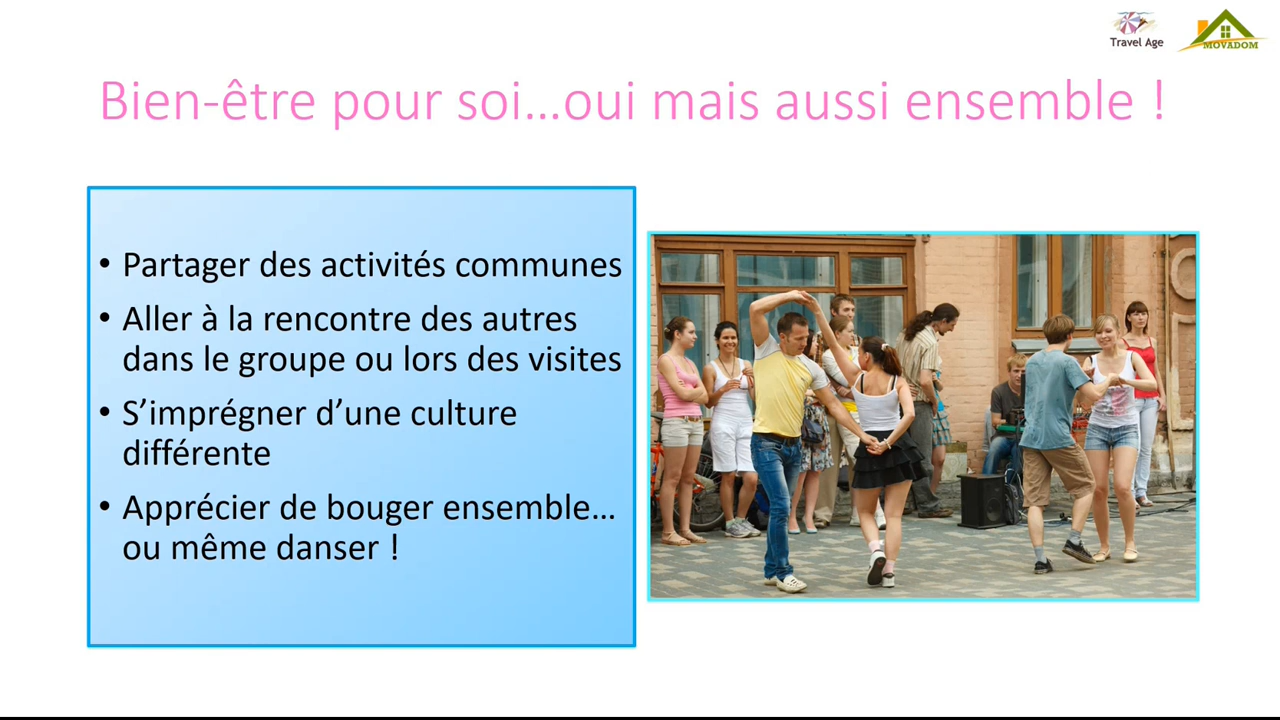 Travel Age
MOVADOM
Bien-être pour soi…oui mais aussi ensemble !
• Partager des activités communes
• Aller à la rencontre des autres
dans le groupe ou lors des visites
• S’imprégner d’une culture
différente
• Apprécier de bouger ensemble…
ou même danser !